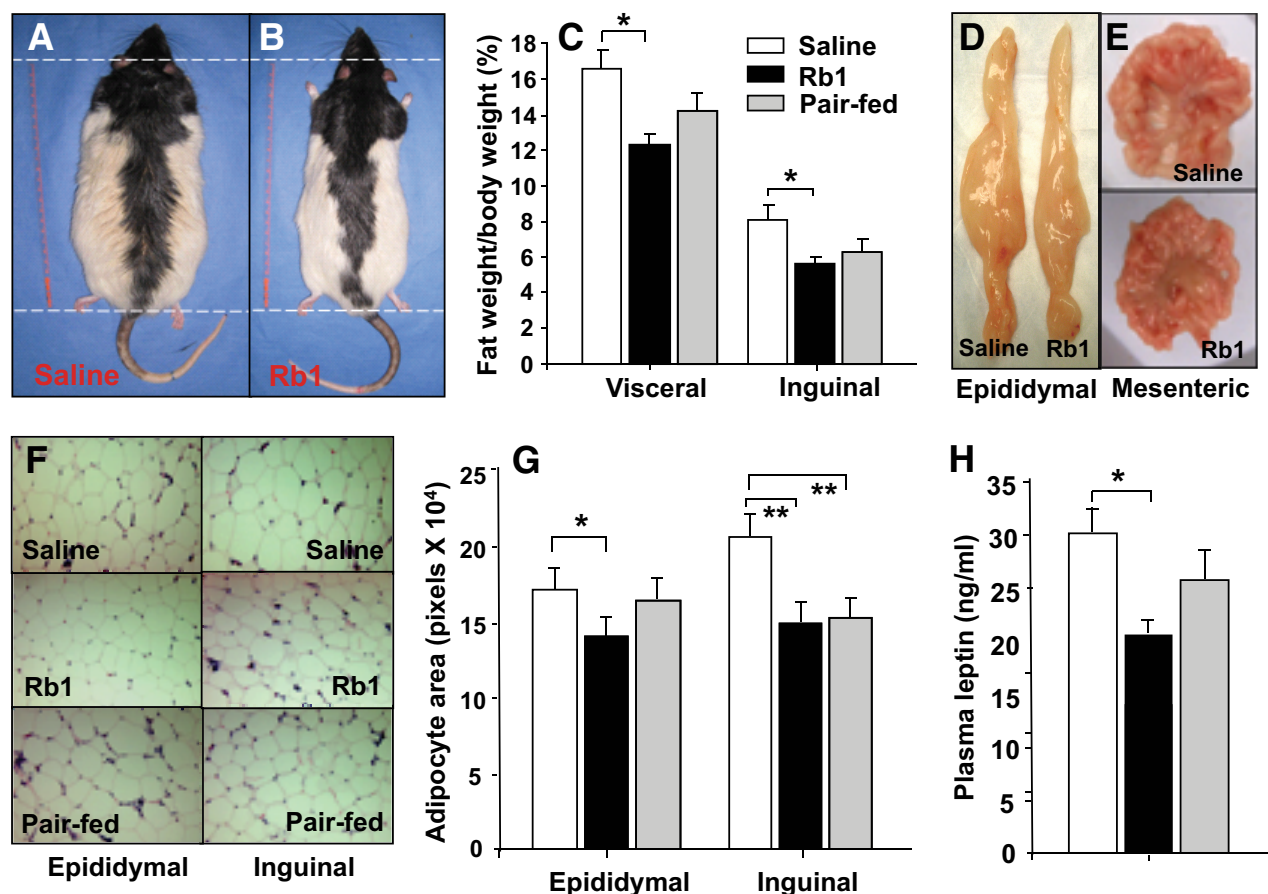 A
B
Saline
Rb1
C
Fat weight/body weight (%)
18
16
14
12
10
8
6
4
2
0
*
*
Saline
Rb1
Pair-fed
Visceral
Inguinal
D
E
Saline
Rb1
Saline
Rb1
Epididymal
Mesenteric
F
Saline
Saline
Rb1
Rb1
Pair-fed
Pair-fed
Epididymal
Inguinal
G
Adipocyte area (pixels X 10⁴)
25
20
15
10
5
0
*
**
**
Epididymal
Inguinal
H
Plasma leptin (ng/ml)
35
30
25
20
15
10
5
0
*